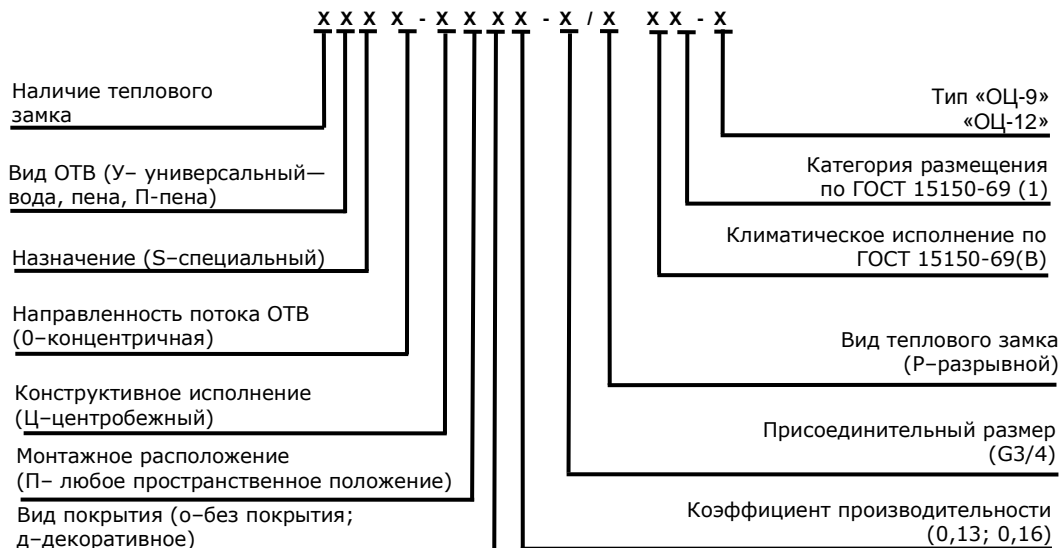 X X X X - X X X X - X / X X X - X
Наличие теплового
замка
Вид ОТВ (У– универсальный—
вода, пена, П-пена)
Назначение (S–специальный)
Направленность потока ОТВ
(0–концентричная)
Конструктивное исполнение
(Ц–центробежный)
Монтажное расположение
(П– любое пространственное положение)
Вид покрытия (о–без покрытия;
д–декоративное)
Тип «ОЦ-9»
«ОЦ-12»
Категория размещения
по ГОСТ 15150-69 (1)
Климатическое исполнение по
ГОСТ 15150-69(В)
Вид теплового замка
(Р–разрывной)
Присоединительный размер
(G3/4)
Коэффициент производительности
(0,13; 0,16)